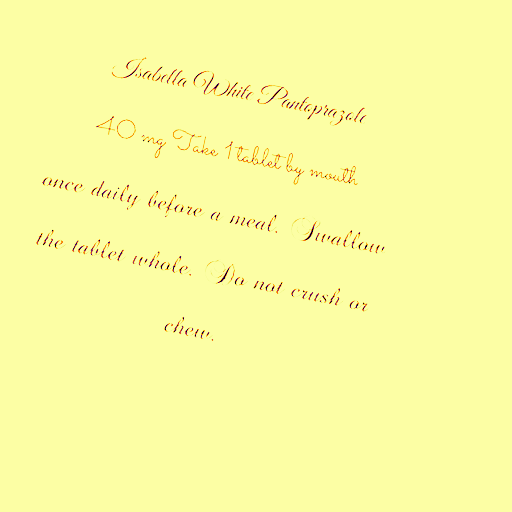 Isabella White Pantoprazole
40 mg Take 1 tablet by mouth
once daily before a meal. Swallow
the tablet whole. Do not crush or
chew.